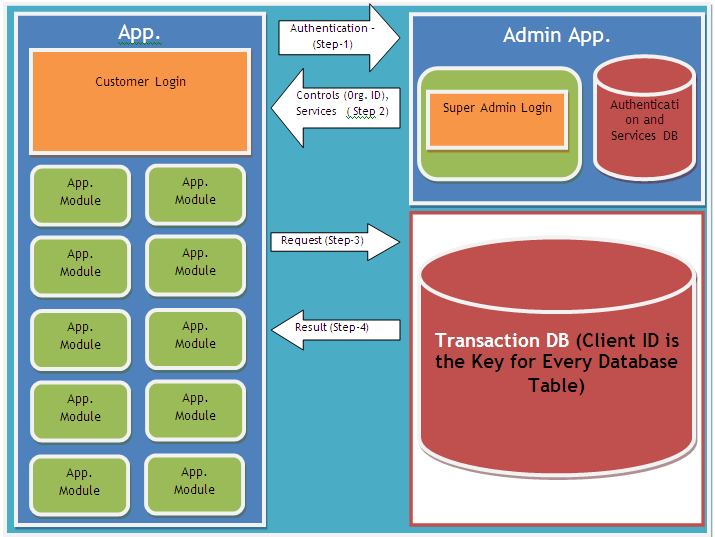 App.
Customer Login
App.
Module
App.
Module
App.
Module
App.
Module
App.
Module
App.
Module
App.
Module
App.
Module
App.
Module
App.
Module
Authentication -
(Step-1)
Controls (Org. ID),
Services ( Step 2)
Request (Step-3)
Result (Step-4)
Admin App.
Super Admin Login
Authenticati
on and
Services DB
Transaction DB (Client ID is
the Key for Every Database
Table)